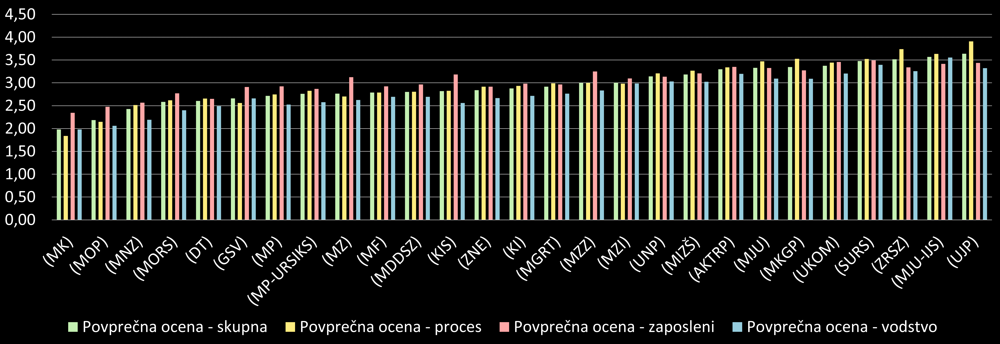 4,50
4,00
3,50
3,00
2,50
2,00
1,50
1,00
0,50
0,00
(MK)
(MOP)
(MNZ)
(MORS)
(DT)
(GSV)
(MP)
(MP-URSIKS)
(MZ)
(MF)
(MDDSZ)
(KIS)
(ZNE)
(KI)
(MGRT)
(MZZ)
(MZI)
(UNP)
(MIZŠ)
(AKTRP)
(MJU)
(MKGP)
(UKOM)
(SURS)
(ZRSZ)
(MJU-IJS)
(UJP)
Povprečna ocena - skupna
Povprečna ocena - proces
Povprečna ocena - zaposleni
Povprečna ocena - vodstvo